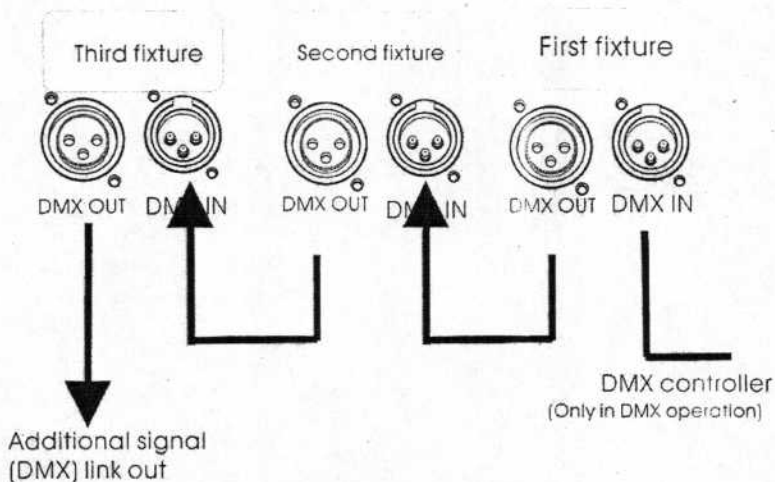 Third fixture
Second fixture
First fixture
DMX OUT
DMX IN
DMX OUT
DMX IN
DMX OUT
DMX IN
DMX controller
(Only in DMX operation)
Additional signal
(DMX) link out